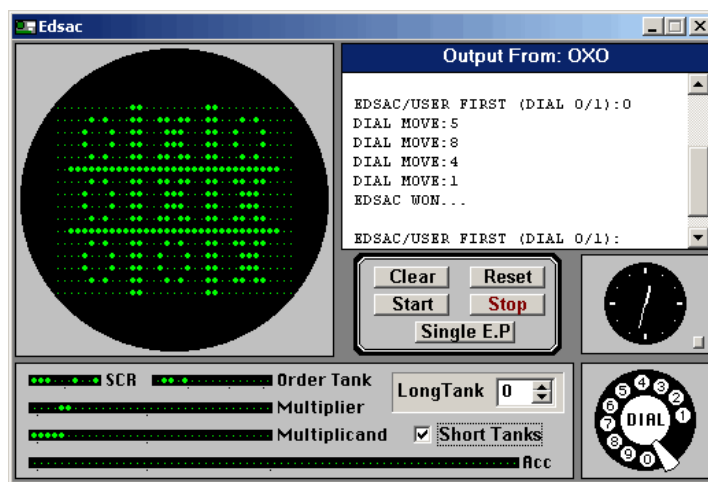 Edsac
Output From: OXO
EDSAC/USER FIRST (DIAL 0/1):0
DIAL MOVE:5
DIAL MOVE:8
DIAL MOVE:4
DIAL MOVE:1
EDSAC WON...
EDSAC/USER FIRST (DIAL 0/1):
Clear Reset
Start Stop
Single E.P
SCR Order Tank
LongTank 0
Multiplier
Multiplicand Short Tanks
Acc
DIAL
1 2 3 4 5 6 7 8 9 0